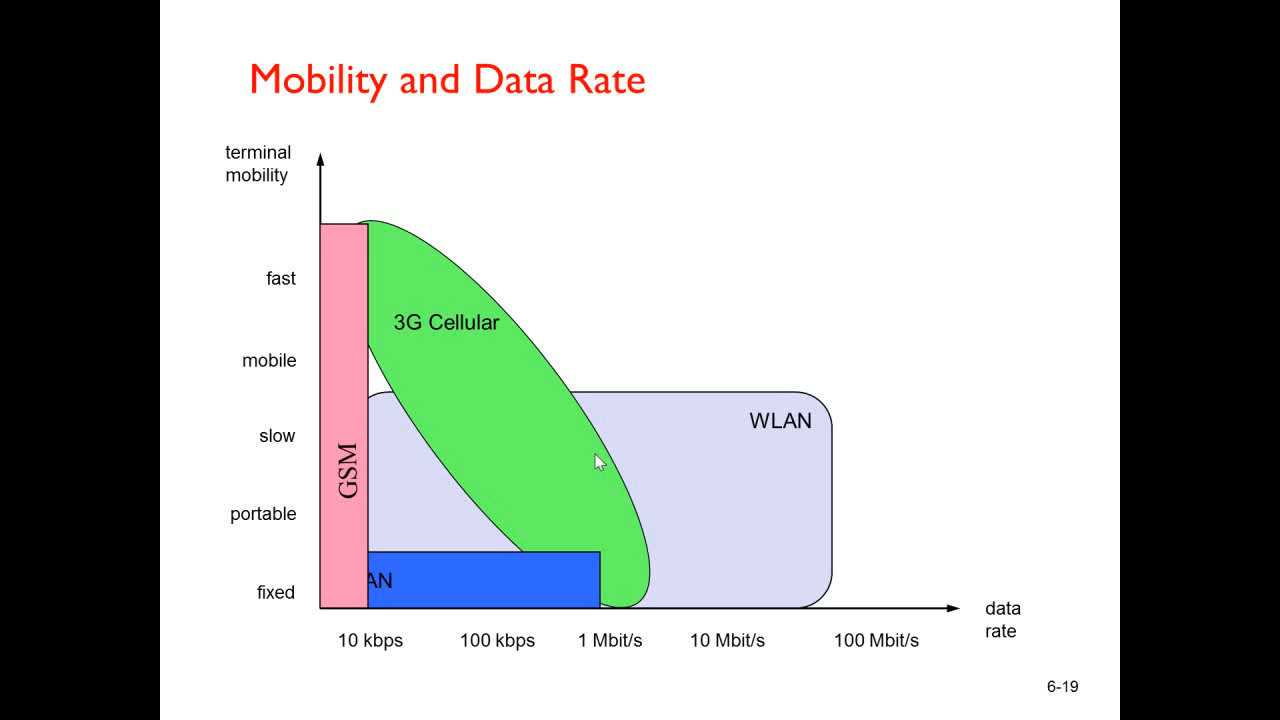 Mobility and Data Rate
terminal
mobility
fast
3G Cellular
mobile
WLAN
slow
GSM
portable
AN
fixed
data
rate
10 kbps
100 kbps
1 Mbit/s
10 Mbit/s
100 Mbit/s
6-19